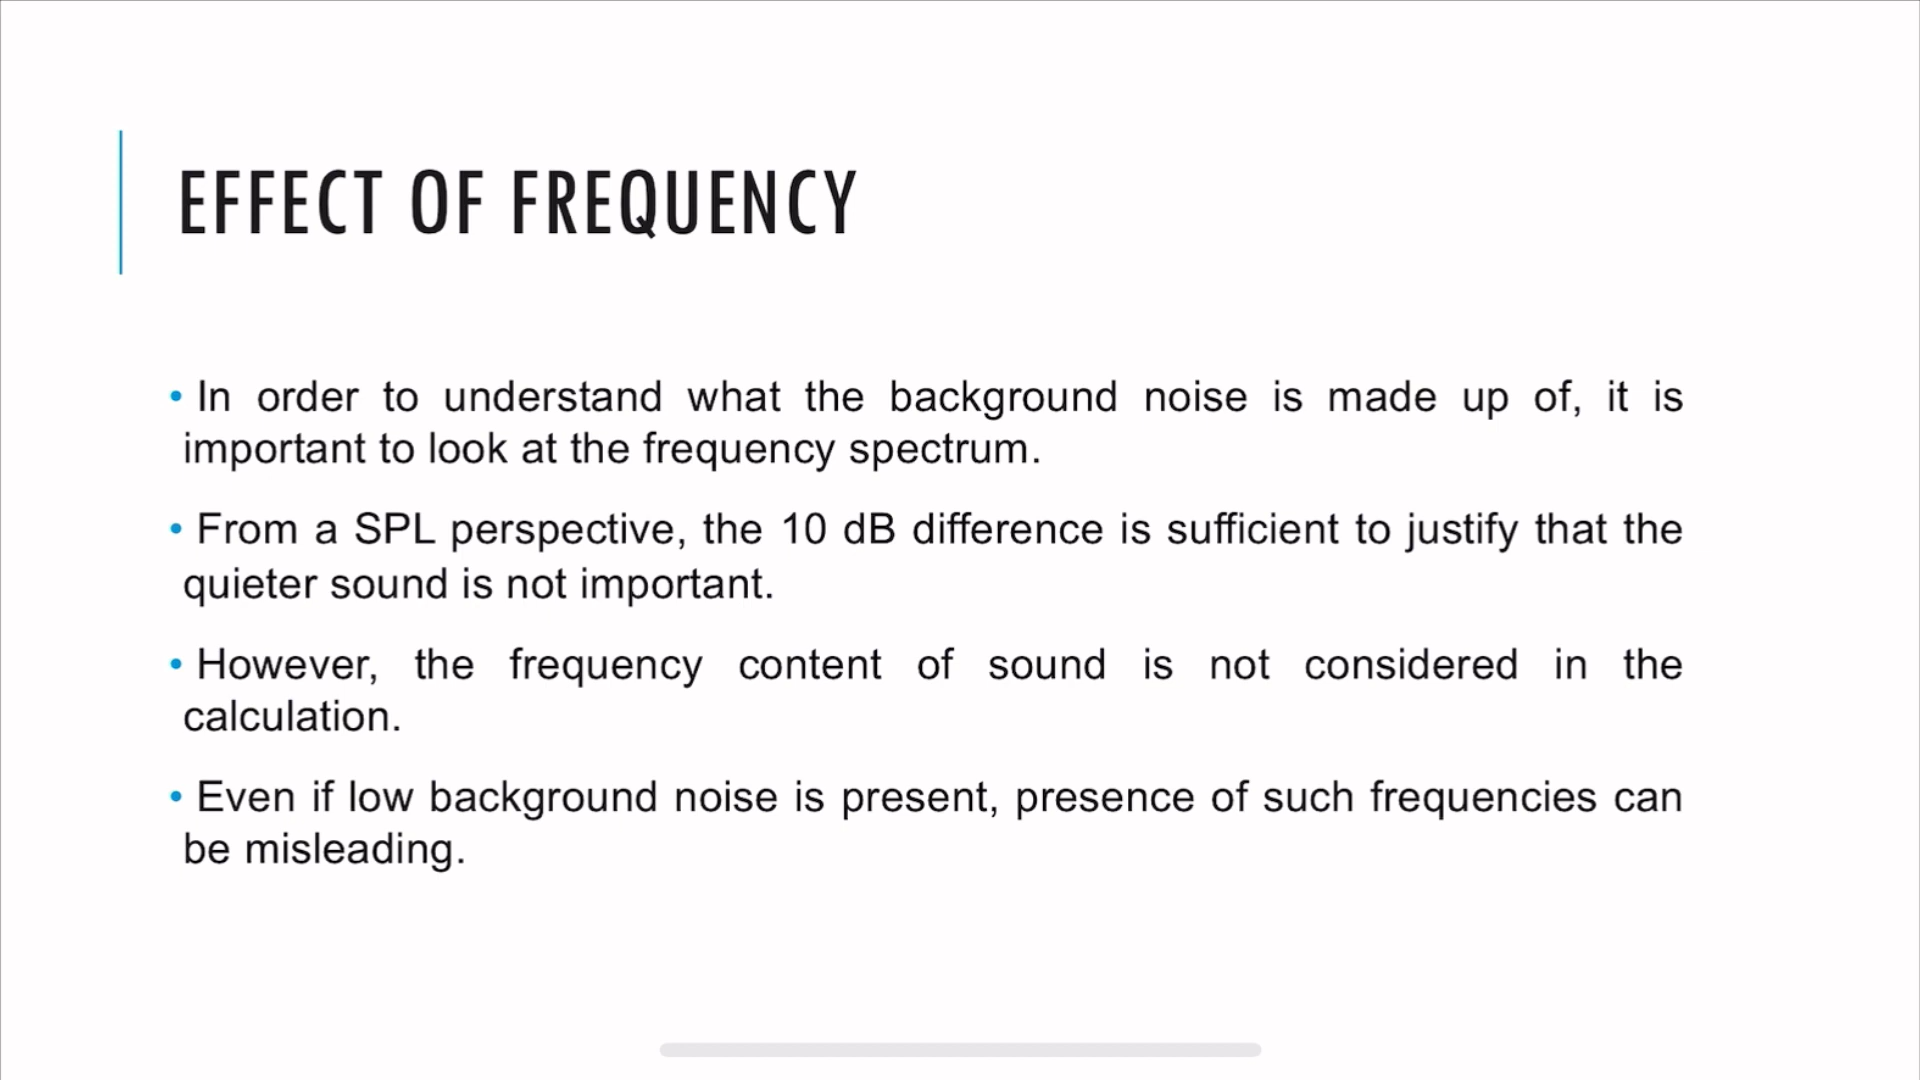 EFFECT OF FREQUENCY
• In order to understand what the background noise is made up of, it is
important to look at the frequency spectrum.
• From a SPL perspective, the 10 dB difference is sufficient to justify that the
quieter sound is not important.
• However, the frequency content of sound is not considered in the
calculation.
• Even if low background noise is present, presence of such frequencies can
be misleading.